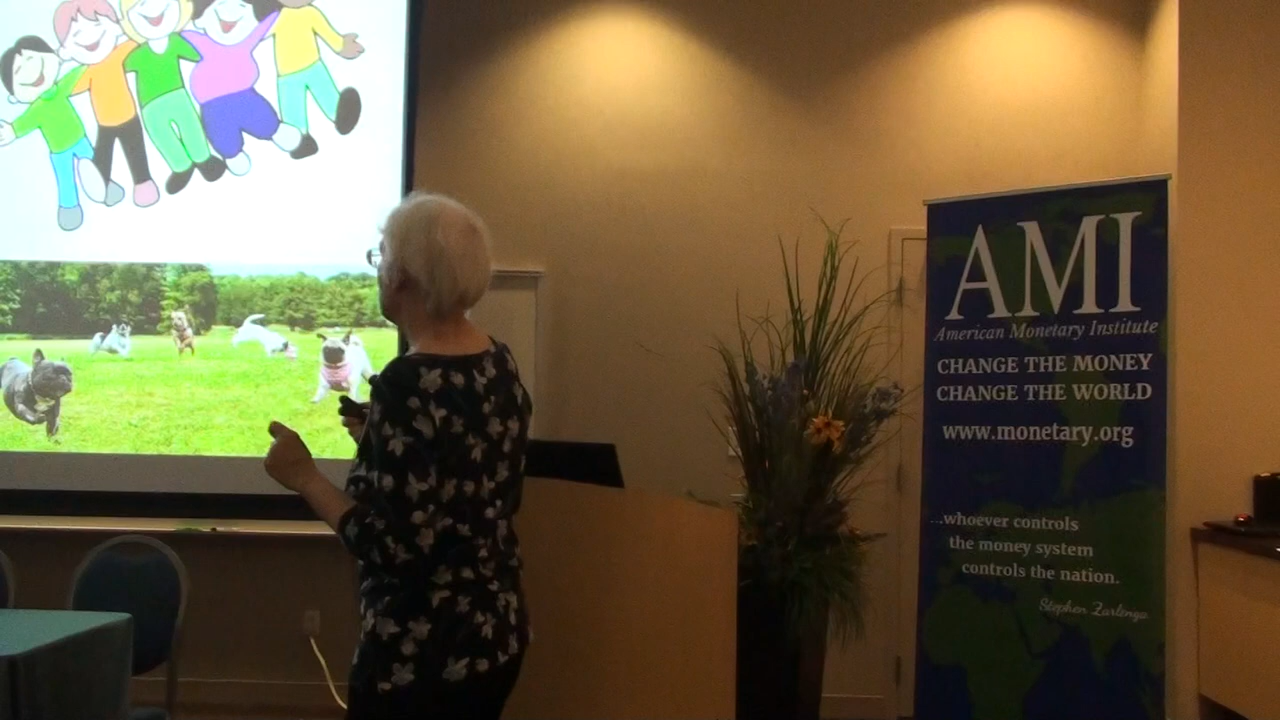 AMI
American Monetary Institute
CHANGE THE MONEY
CHANGE THE WORLD
www.monetary.org
...whoever controls
the money system
controls the nation.
Stephen Zarlenga